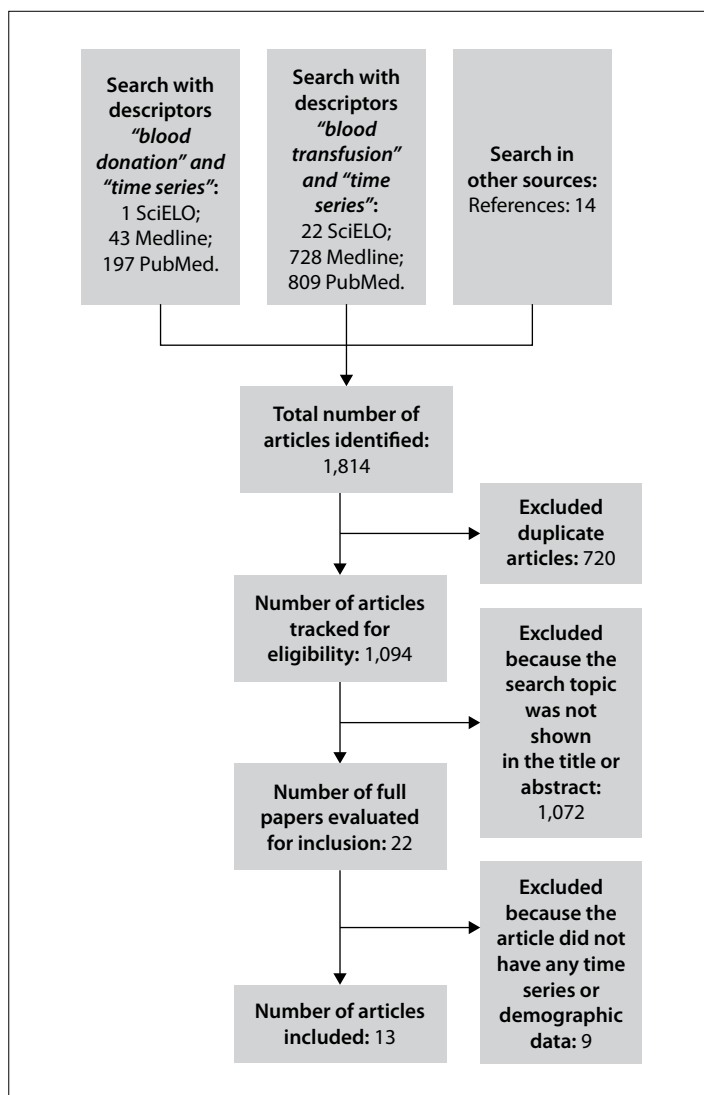 Search with
descriptors
“blood
donation” and
“time series”:
1 SciELO;
43 Medline;
197 PubMed.
Search with
descriptors
“blood
transfusion”
and “time
series”:
22 SciELO;
728 Medline;
809 PubMed.
Search in
other sources:
References: 14
Total number of
articles identified:
1,814
Excluded
duplicate
articles: 720
Number of articles
tracked for
eligibility: 1,094
Excluded
because the
search topic
was not
shown
in the title or
abstract:
1,072
Number of full
papers evaluated
for inclusion: 22
Excluded
because the
article did not
have any time
series or
demographic
data: 9
Number of articles
included: 13